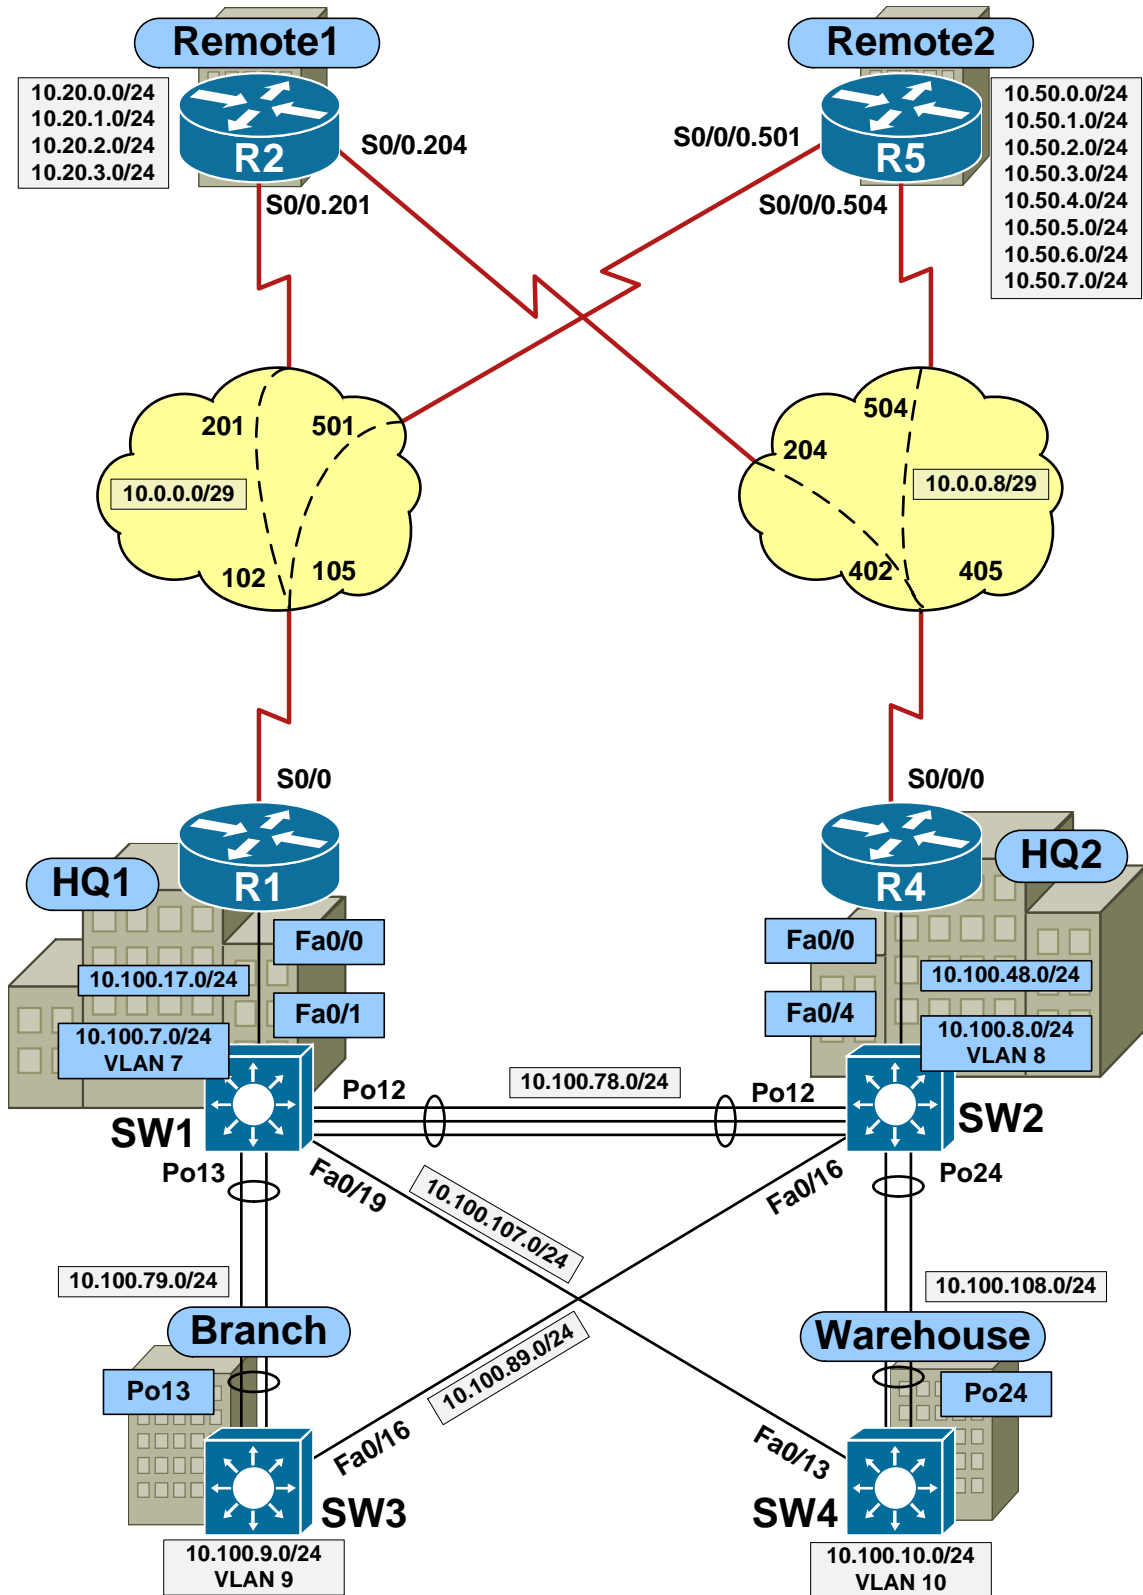 Remote1
Remote2
10.20.0.0/24
10.20.1.0/24
10.20.2.0/24
10.20.3.0/24
R2
S0/0.204
S0/0.201
S0/0/0.501
S0/0/0.504
R5
10.50.0.0/24
10.50.1.0/24
10.50.2.0/24
10.50.3.0/24
10.50.4.0/24
10.50.5.0/24
10.50.6.0/24
10.50.7.0/24
201
501
10.0.0.0/29
102
105
504
204
10.0.0.8/29
402
405
S0/0
S0/0/0
HQ1
R1
R4
HQ2
Fa0/0
10.100.17.0/24
Fa0/1
10.100.7.0/24
VLAN 7
Fa0/0
10.100.48.0/24
Fa0/4
10.100.8.0/24
VLAN 8
SW1
Po12
10.100.78.0/24
Po12
SW2
Po13
Fa0/19
10.100.107.0/24
Fa0/16
Po24
10.100.79.0/24
10.100.108.0/24
Branch
10.100.89.0/24
Warehouse
Po13
Po24
Fa0/16
Fa0/13
SW3
SW4
10.100.9.0/24
VLAN 9
10.100.10.0/24
VLAN 10